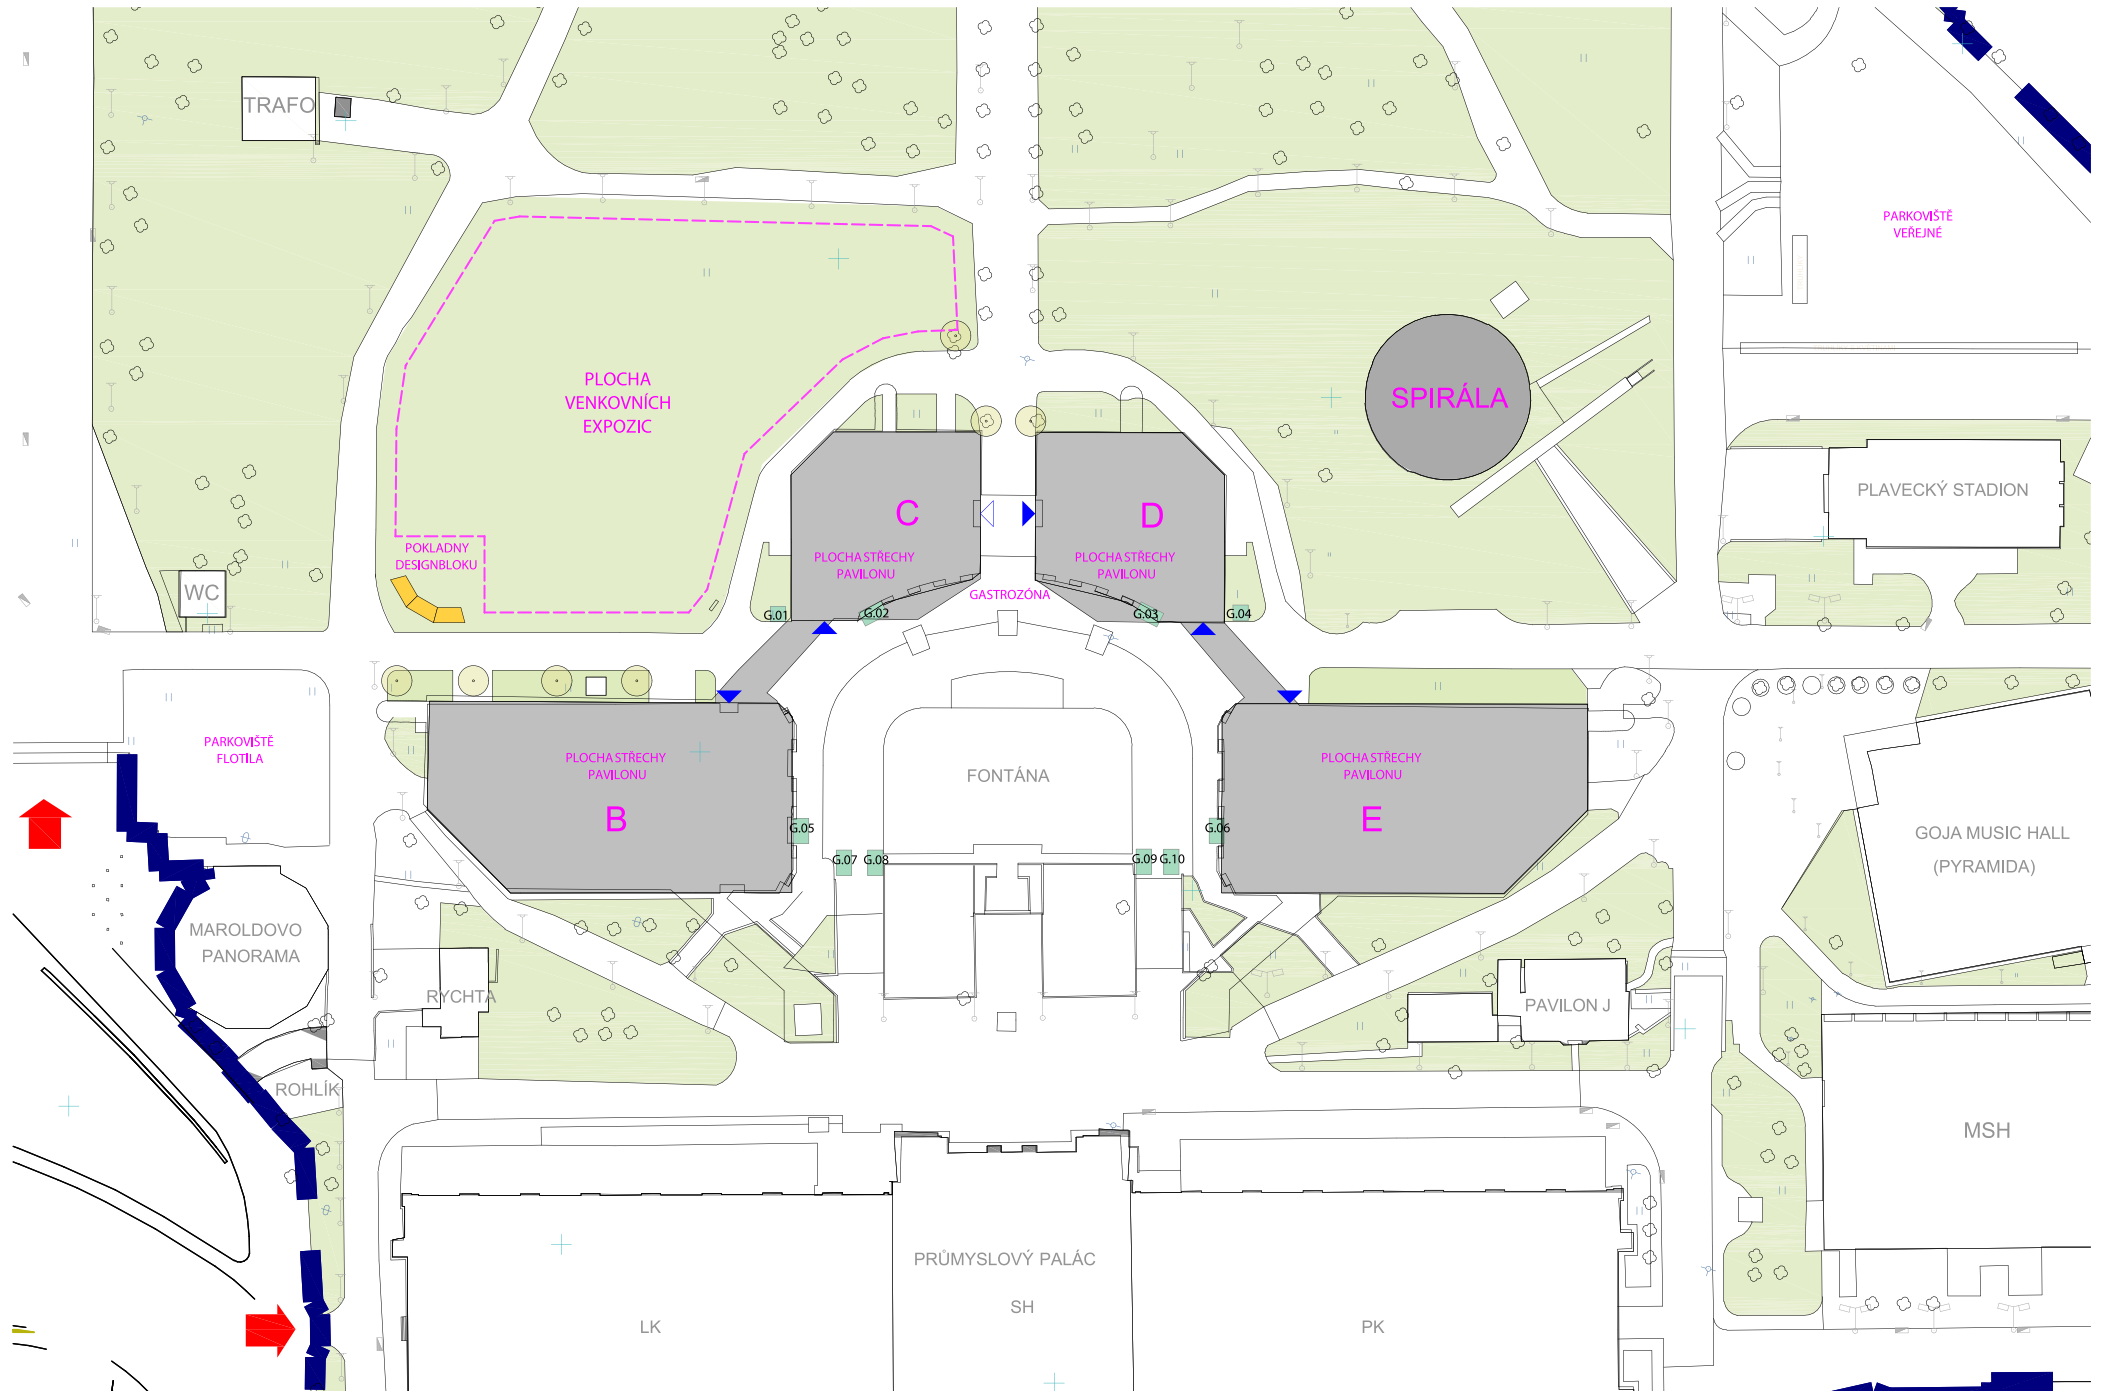 TRAFO
PARKOVIŠTĚ
VEŘEJNÉ
PLOCHA
VENKOVNÍCH
EXPOZIC
SPIRÁLA
PLAVECKÝ STADION
C
D
POKLADNY
DESIGNBLOKU
PLOCHA STŘECHY
PAVILONU
PLOCHA STŘECHY
PAVILONU
WC
GASTROZÓNA
G.01
G.02
G.03
G.04
PARKOVIŠTĚ
FLOTILA
PLOCHA STŘECHY
PAVILONU
B
FONTÁNA
PLOCHA STŘECHY
PAVILONU
E
G.05
G.06
G.07
G.08
G.09
G.10
GOJA MUSIC HALL
(PYRAMIDA)
MAROLDOVO
PANORAMA
RYCHTA
PAVILON J
ROHLÍK
MSH
PRŮMYSLOVÝ PALÁC
SH
LK
PK